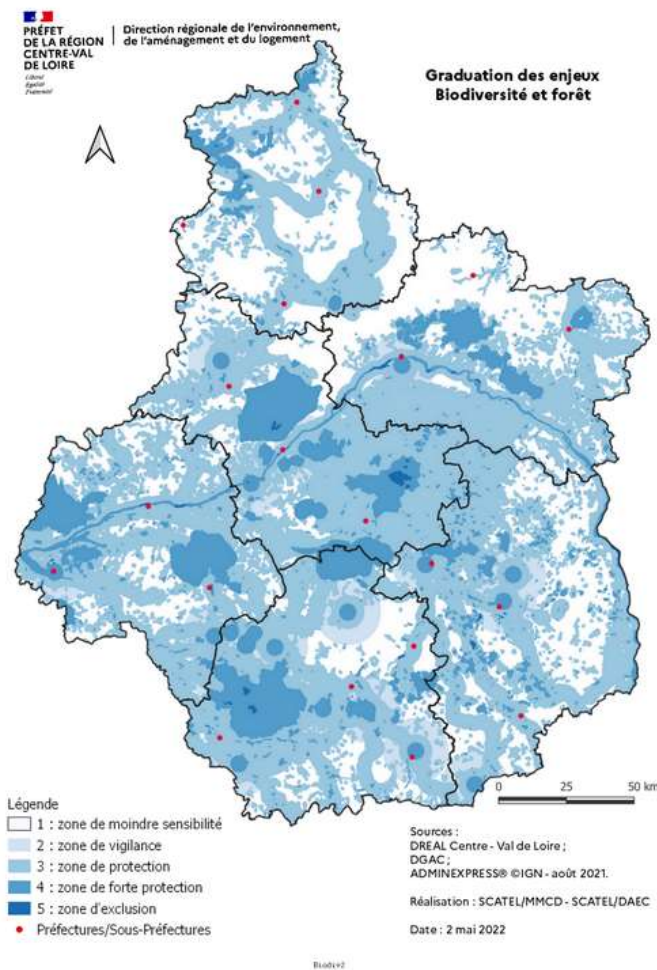 PRÉFET
DE LA RÉGION
CENTRE-VAL
DE LOIRE
Liberté
Égalité
Fraternité
Direction régionale de l'environnement,
de l'aménagement et du logement
Graduation des enjeux
Biodiversité et forêt
Légende
1 : zone de moindre sensibilité
2 : zone de vigilance
3 : zone de protection
4 : zone de forte protection
5 : zone d'exclusion
Préfectures/Sous-Préfectures
0 25 50 km
Sources :
DREAL Centre - Val de Loire ;
DGAC ;
ADMINEXPRESS® ©IGN - août 2021.
Réalisation : SCATEL/MMCD - SCATEL/DAEC
Date : 2 mai 2022